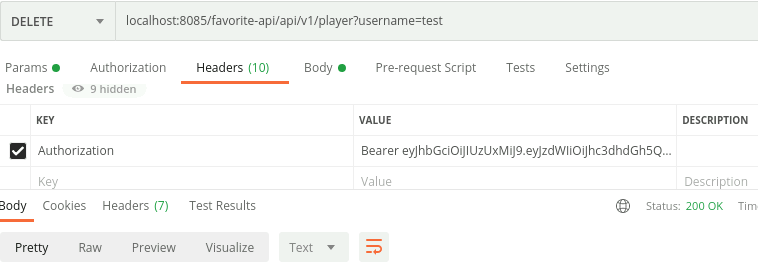 DELETE localhost:8085/favorite-api/api/v1/player?username=test
Params Authorization Headers (10) Body Pre-request Script Tests Settings
Headers 9 hidden
KEY VALUE DESCRIPTION
Authorization Bearer eyJhbGciOiJIUzUxMiJ9.eyJzdWIiOiJhc3dhdGh5Q...
Key Value Description
Body Cookies Headers (7) Test Results Status: 200 OK Tim
Pretty Raw Preview Visualize Text